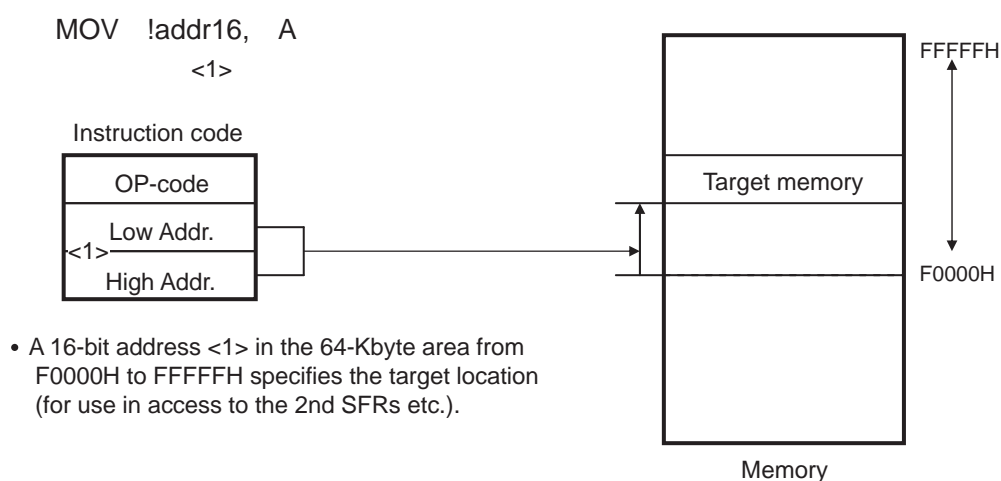 MOV !addr16, A
<1>
Instruction code
OP-code
Low Addr.
<1>
High Addr.
FFFFFH
Target memory
F0000H
Memory
• A 16-bit address <1> in the 64-Kbyte area from
F0000H to FFFFFH specifies the target location
(for use in access to the 2nd SFRs etc.).